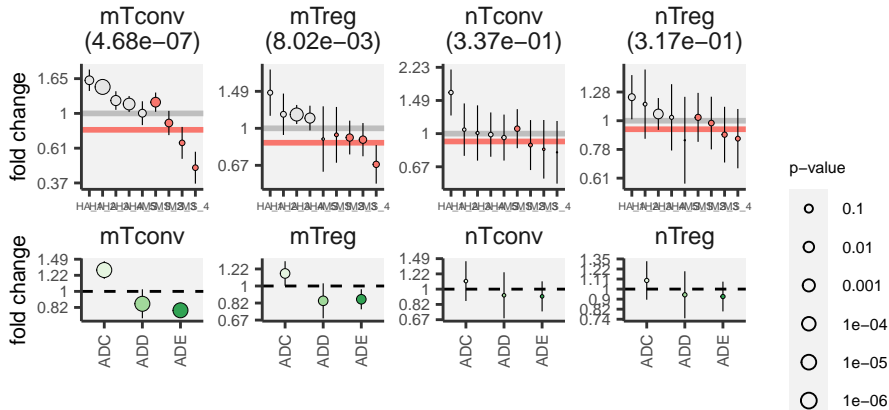 mTconv
(4.68e−07)
mTreg
(8.02e−03)
nTconv
(3.37e−01)
nTreg
(3.17e−01)
fold change
1.65
1
0.61
0.37
1.49
1
0.67
2.23
1.49
1
0.67
1.28
1
0.78
0.61
mTconv
mTreg
nTconv
nTreg
fold change
1.49
1.22
1
0.82
1.22
1
0.82
0.67
1.49
1.22
1
0.82
0.67
1.35
1.22
1.11
1
0.9
0.82
0.74
ADC
ADD
ADE
ADC
ADD
ADE
ADC
ADD
ADE
ADC
ADD
ADE
p−value
0.1
0.01
0.001
1e−04
1e−05
1e−06